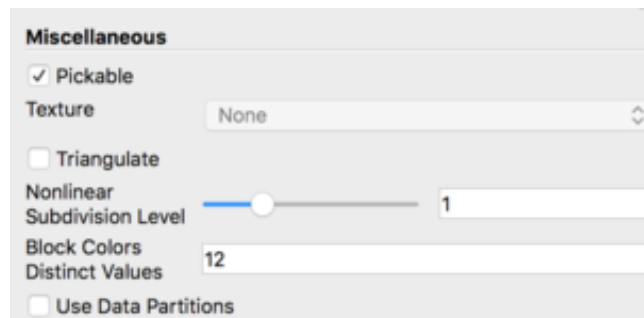 Miscellaneous
Pickable
Texture
None
Triangulate
Nonlinear
Subdivision Level
1
Block Colors
Distinct Values
12
Use Data Partitions